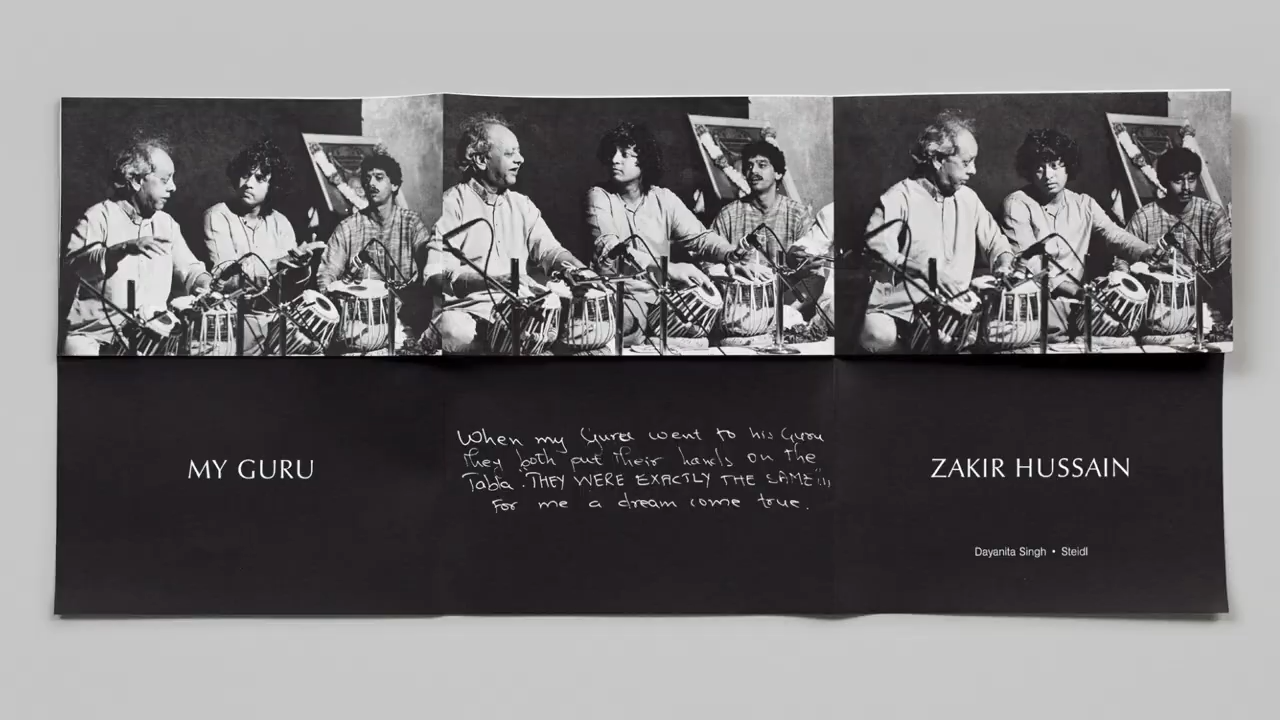 MY GURU
When my Guru went to his Guru
they both put their hands on the
Tabla. "THEY WERE EXACTLY THE SAME"!!!
For me a dream come true.
ZAKIR HUSSAIN
Dayanita Singh • Steidl